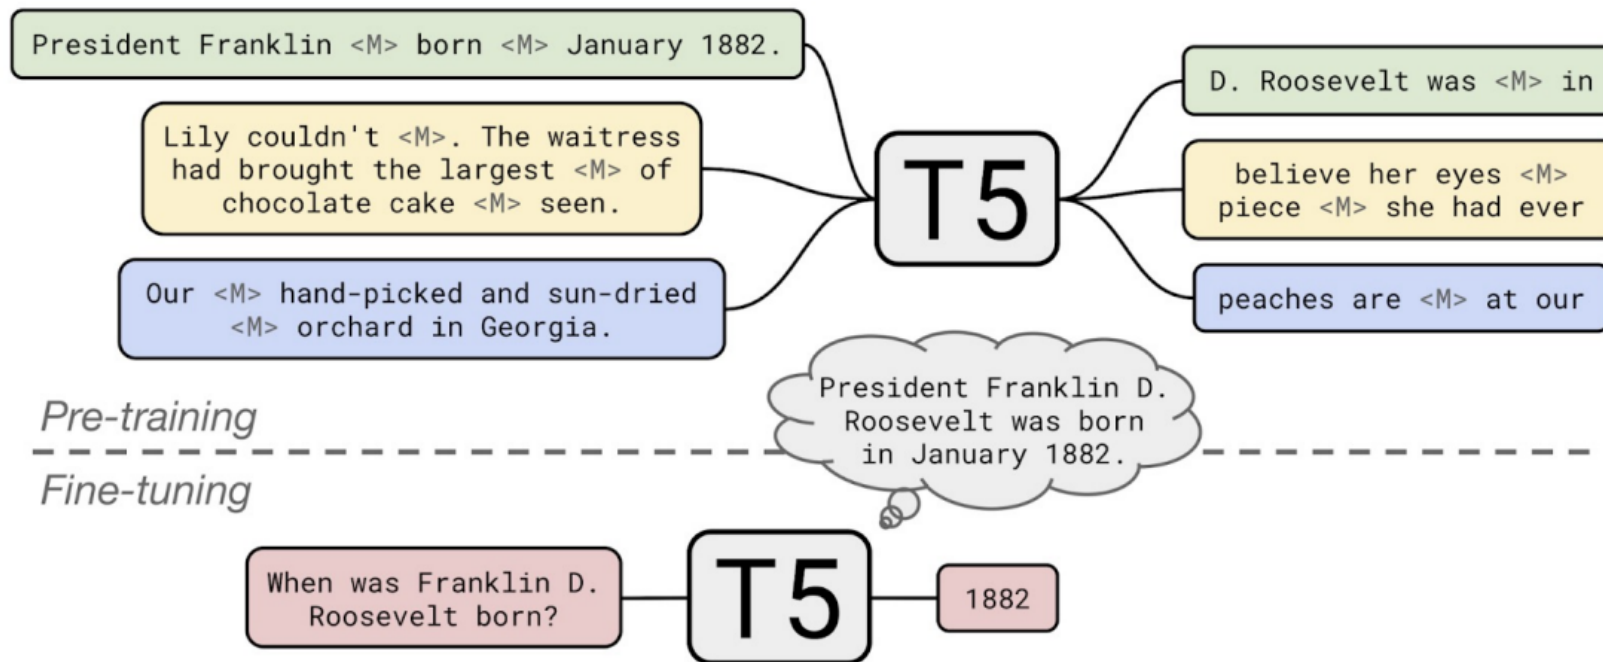 President Franklin <M> born <M> January 1882.
Lily couldn't <M>. The waitress
had brought the largest <M> of
chocolate cake <M> seen.
Our <M> hand-picked and sun-dried
<M> orchard in Georgia.
T5
D. Roosevelt was <M> in
believe her eyes <M>
piece <M> she had ever
peaches are <M> at our
President Franklin D.
Roosevelt was born
in January 1882.
Pre-training
Fine-tuning
When was Franklin D.
Roosevelt born?
T5
1882